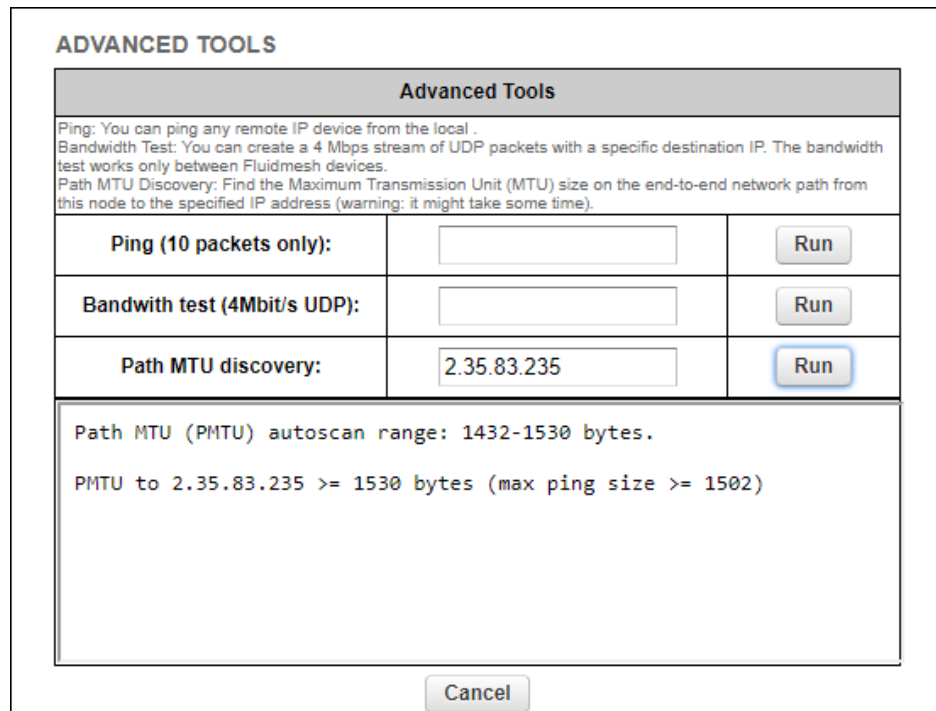 ADVANCED TOOLS
Advanced Tools
Ping: You can ping any remote IP device from the local .
Bandwidth Test: You can create a 4 Mbps stream of UDP packets with a specific destination IP. The bandwidth
test works only between Fluidmesh devices.
Path MTU Discovery: Find the Maximum Transmission Unit (MTU) size on the end-to-end network path from
this node to the specified IP address (warning: it might take some time).
Ping (10 packets only): Run
Bandwith test (4Mbit/s UDP): Run
Path MTU discovery: 2.35.83.235 Run
Path MTU (PMTU) autoscan range: 1432-1530 bytes.
PMTU to 2.35.83.235 >= 1530 bytes (max ping size >= 1502)
Cancel